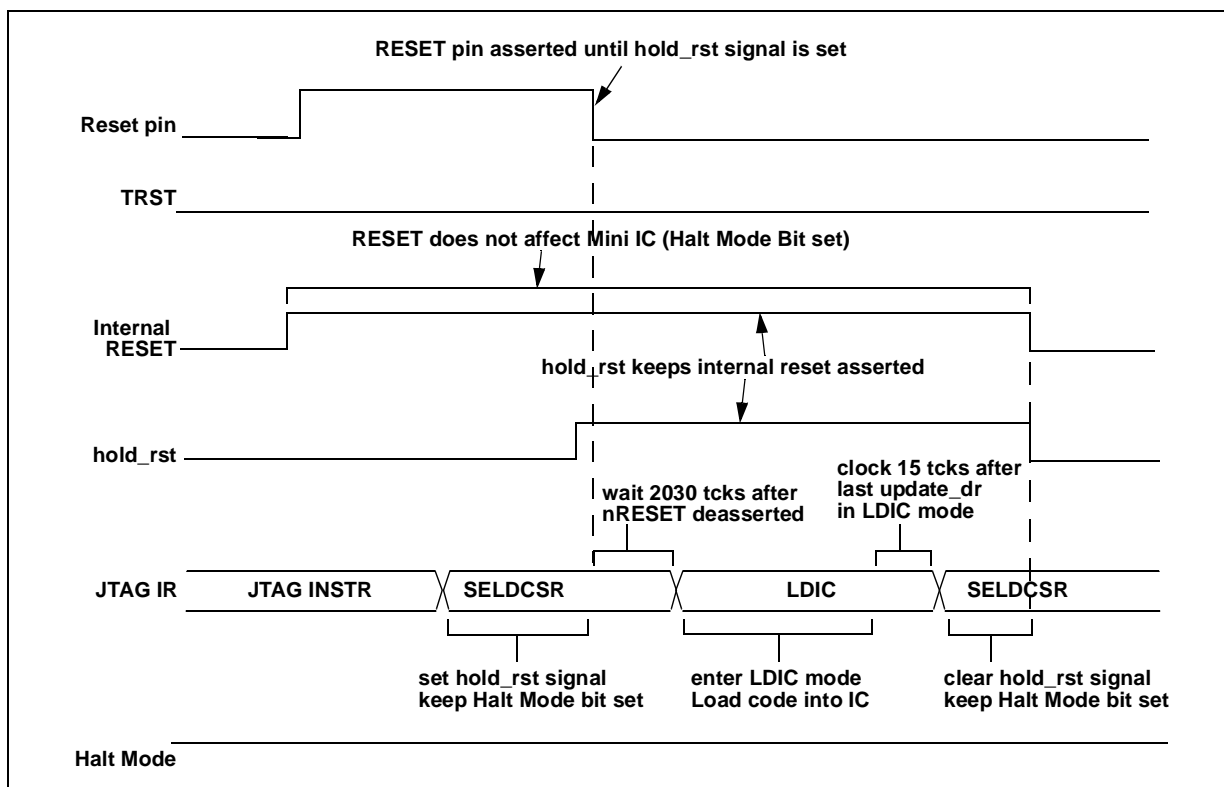 RESET pin asserted until hold_rst signal is set
Reset pin
TRST
RESET does not affect Mini IC (Halt Mode Bit set)
Internal
RESET
hold_rst keeps internal reset asserted
hold_rst
wait 2030 tcks after
nRESET deasserted
clock 15 tcks after
last update_dr
in LDIC mode
JTAG IR
JTAG INSTR
SELDCSR
LDIC
SELDCSR
set hold_rst signal
keep Halt Mode bit set
enter LDIC mode
Load code into IC
clear hold_rst signal
keep Halt Mode bit set
Halt Mode